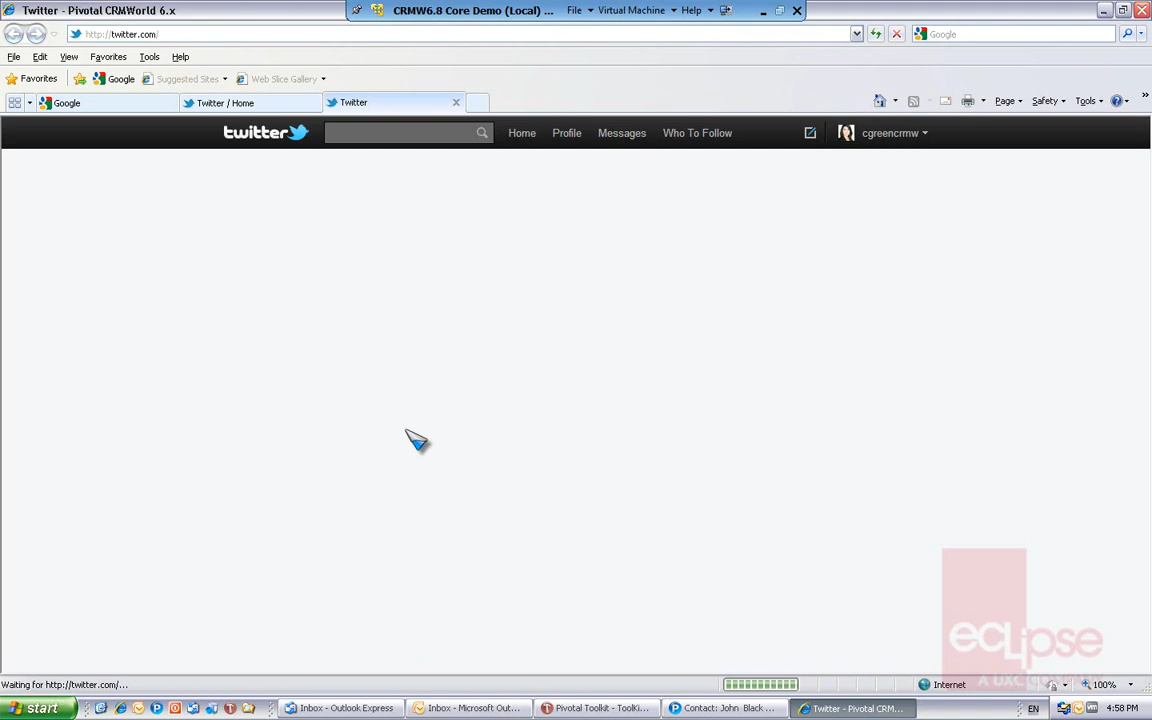 Twitter - Pivotal CRMWorld 6.x
CRMW6.8 Core Demo (Local) ...
File
Virtual Machine
Help
http://twitter.com/
Google
File Edit View Favorites Tools Help
Favorites
Google
Suggested Sites
Web Slice Gallery
Google
Twitter / Home
Twitter
Page
Safety
Tools
twitter
Home Profile Messages Who To Follow
cgreencrmw
eclipse
A UXC
Waiting for http://twitter.com/...
Internet
100%
start
Inbox - Outlook Express
Inbox - Microsoft Out...
Pivotal Toolkit - ToolKi...
Contact: John Black ...
Twitter - Pivotal CRM...
EN
4:58 PM